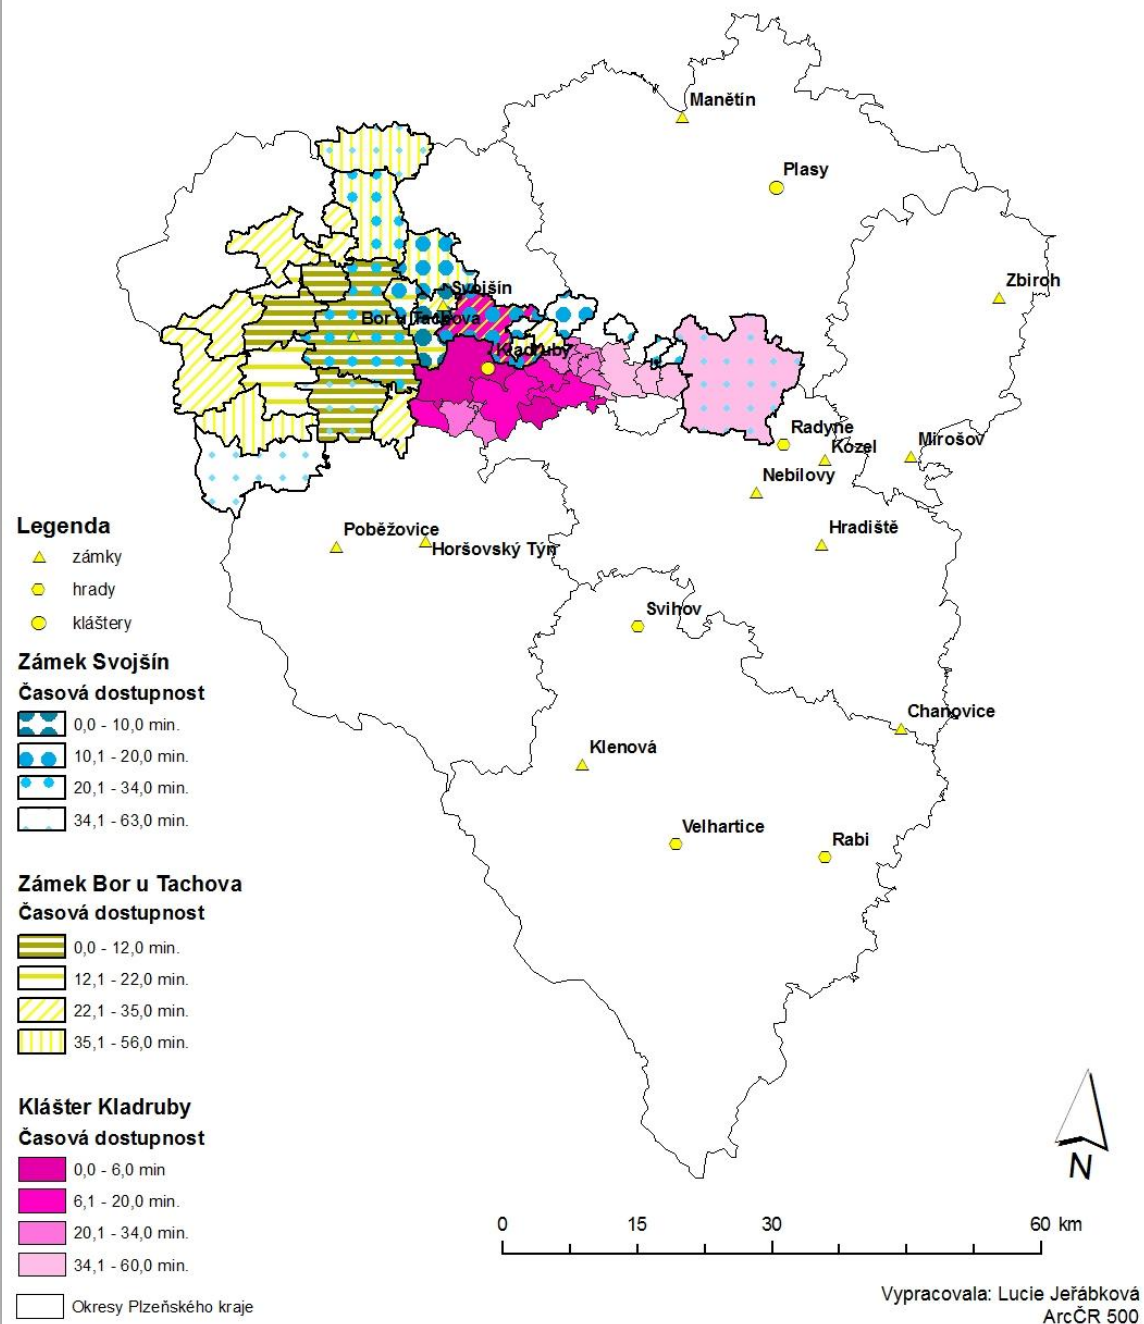 Manětín
Plasy
Zbiroh
Svojšín
Bor u Tachova
Kladruby
Radyne
Kozel
Mirošov
Nebílovy
Hradiště
Poběžovice
Horšovský Týn
Svihov
Chanovice
Klenová
Velhartice
Rabi
Legenda
zámky
hrady
kláštery
Zámek Svojšín
Časová dostupnost
0,0 - 10,0 min.
10,1 - 20,0 min.
20,1 - 34,0 min.
34,1 - 63,0 min.
Zámek Bor u Tachova
Časová dostupnost
0,0 - 12,0 min.
12,1 - 22,0 min.
22,1 - 35,0 min.
35,1 - 56,0 min.
Klášter Kladruby
Časová dostupnost
0,0 - 6,0 min
6,1 - 20,0 min.
20,1 - 34,0 min.
34,1 - 60,0 min.
Okresy Plzeňského kraje
N
0 15 30 60 km
Vypracovala: Lucie Jeřábková
ArcČR 500